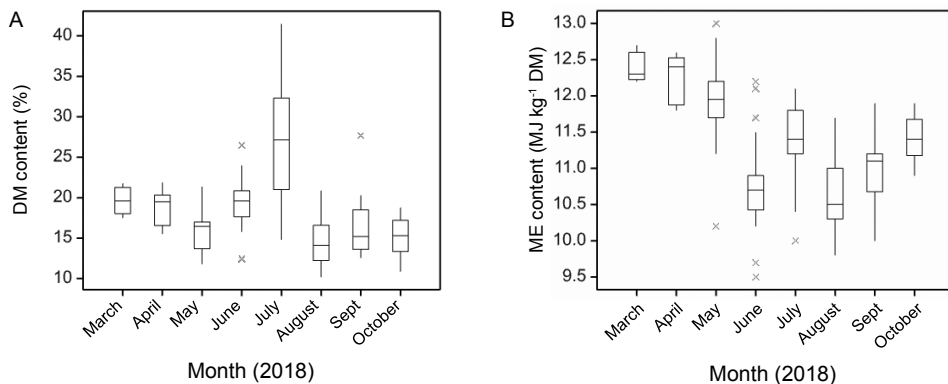 A
DM content (%)
40
35
30
25
20
15
10
March
April
May
June
July
August
Sept
October
Month (2018)
B
ME content (MJ kg⁻¹ DM)
13.0
12.5
12.0
11.5
11.0
10.5
10.0
9.5
March
April
May
June
July
August
Sept
October
Month (2018)